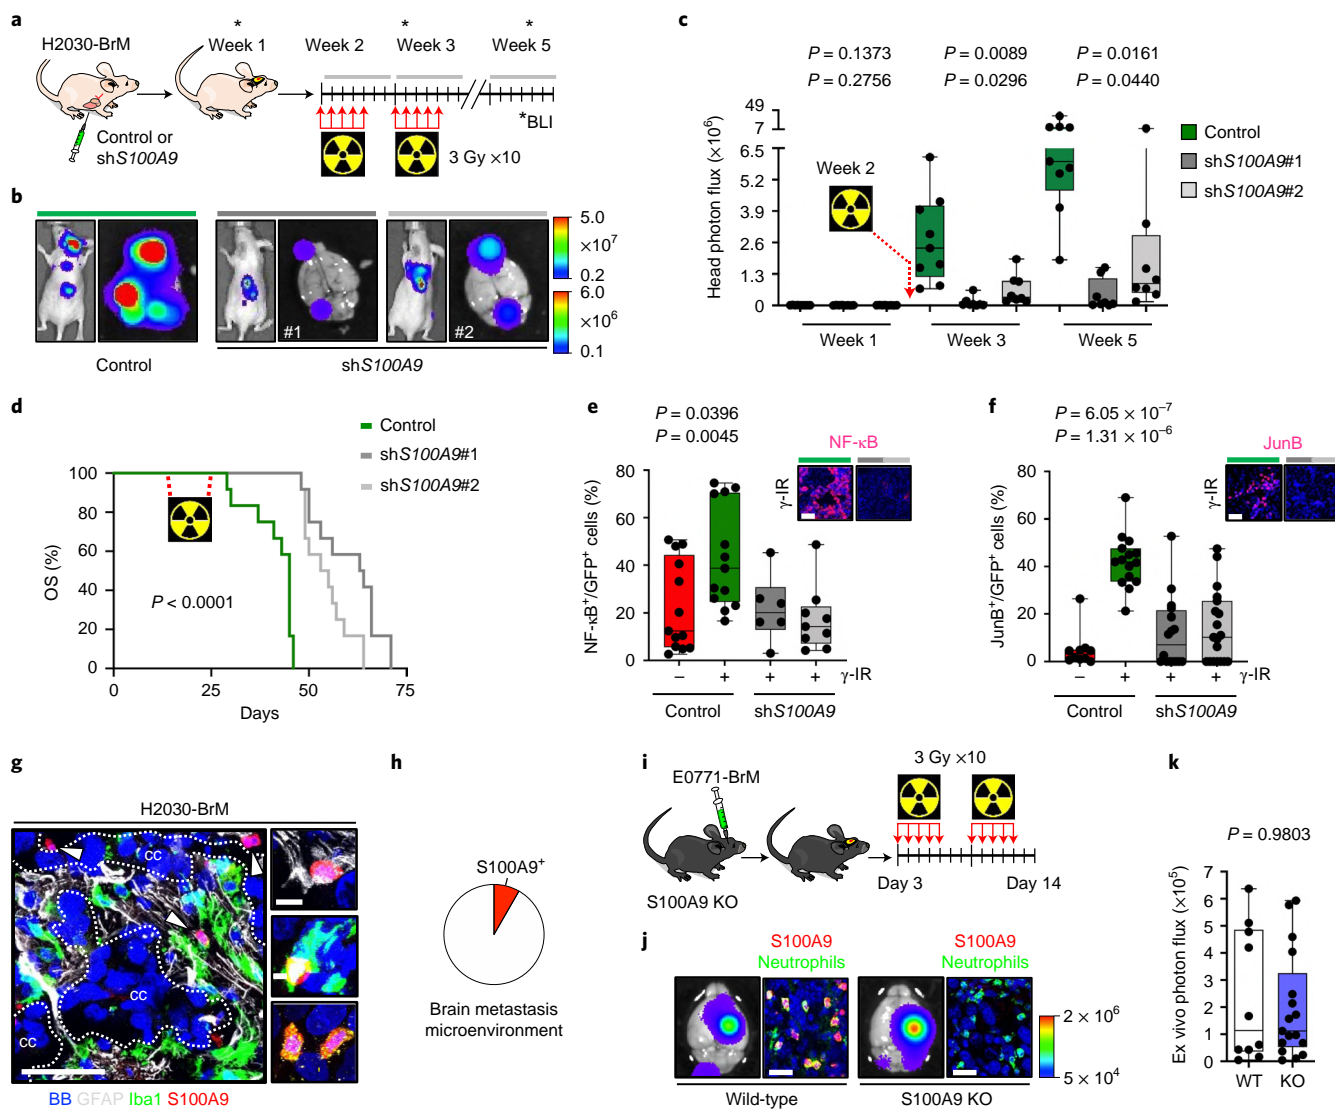 a
H2030-BrM
*
Week 1
Week 2
*
Week 3
*
Week 5
Control or
shS100A9
3 Gy ×10
*BLI
b
#1
#2
5.0
×10⁷
0.2
6.0
×10⁶
0.1
Control
shS100A9
c
P = 0.1373
P = 0.2756
P = 0.0089
P = 0.0296
P = 0.0161
P = 0.0440
Head photon flux (×10⁶)
49
7
6.5
5.2
3.9
2.6
1.3
0
Week 2
Week 1
Week 3
Week 5
Control
shS100A9#1
shS100A9#2
d
Control
shS100A9#1
shS100A9#2
OS (%)
100
80
60
40
20
0
P < 0.0001
0
25
50
75
Days
e
P = 0.0396
P = 0.0045
NF-κB
γ-IR
NF-κB⁺/GFP⁺ cells (%)
80
60
40
20
0
–
+
+
+
γ-IR
Control
shS100A9
f
P = 6.05 × 10⁻⁷
P = 1.31 × 10⁻⁶
JunB
γ-IR
JunB⁺/GFP⁺ cells (%)
80
60
40
20
0
–
+
+
+
γ-IR
Control
shS100A9
g
H2030-BrM
cc
cc
cc
BB GFAP Iba1 S100A9
h
S100A9⁺
Brain metastasis
microenvironment
i
E0771-BrM
S100A9 KO
3 Gy ×10
Day 3
Day 14
j
S100A9
Neutrophils
S100A9
Neutrophils
2 × 10⁶
5 × 10⁴
Wild-type
S100A9 KO
k
P = 0.9803
Ex vivo photon flux (×10⁵)
7
6
5
4
3
2
1
0
WT
KO